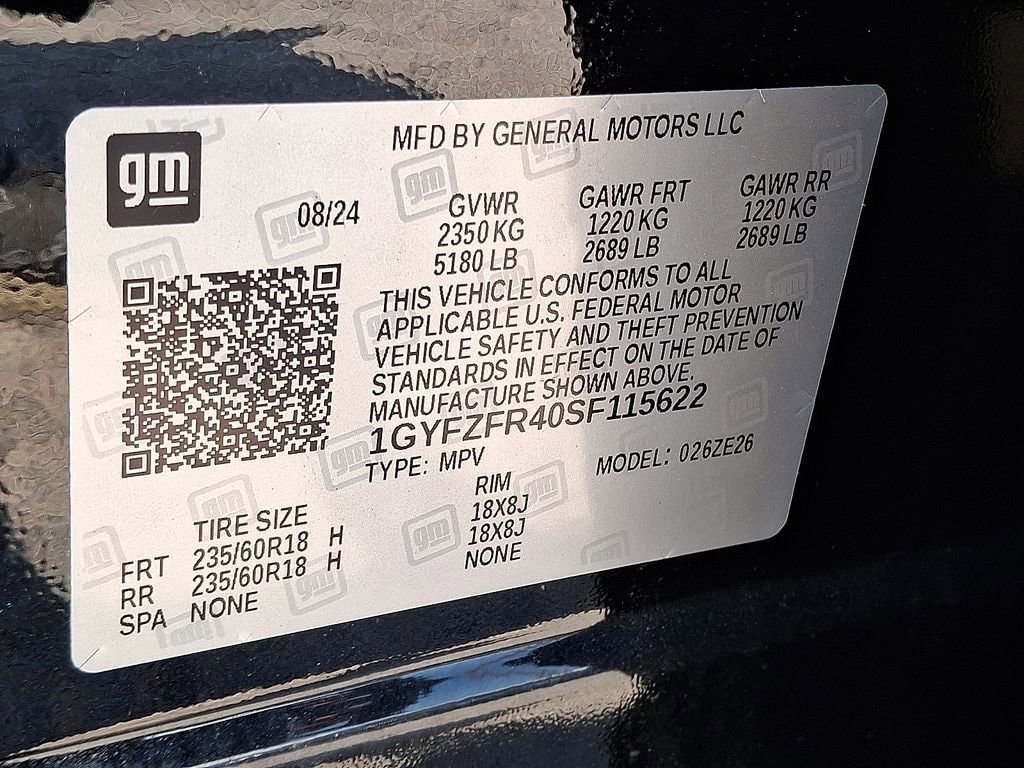 gm
MFD BY GENERAL MOTORS LLC
08/24
GVWR GAWR FRT GAWR RR
2350 KG 1220 KG 1220 KG
5180 LB 2689 LB 2689 LB
THIS VEHICLE CONFORMS TO ALL
APPLICABLE U.S. FEDERAL MOTOR
VEHICLE SAFETY AND THEFT PREVENTION
STANDARDS IN EFFECT ON THE DATE OF
MANUFACTURE SHOWN ABOVE.
1GYFZFR40SF115622
TYPE: MPV MODEL: 026ZE26
TIRE SIZE RIM
FRT 235/60R18 H 18X8J
RR 235/60R18 H 18X8J
SPA NONE NONE